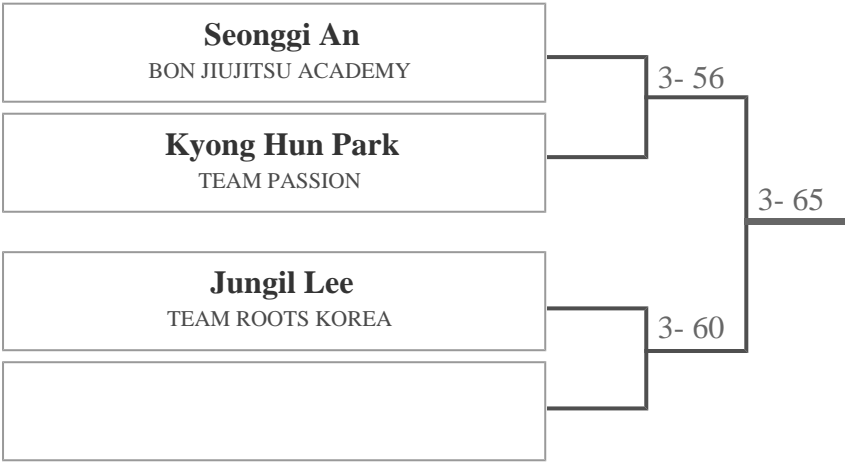 Seonggi An
BON JIUJITSU ACADEMY
3- 56
Kyong Hun Park
TEAM PASSION
3- 65
Jungil Lee
TEAM ROOTS KOREA
3- 60